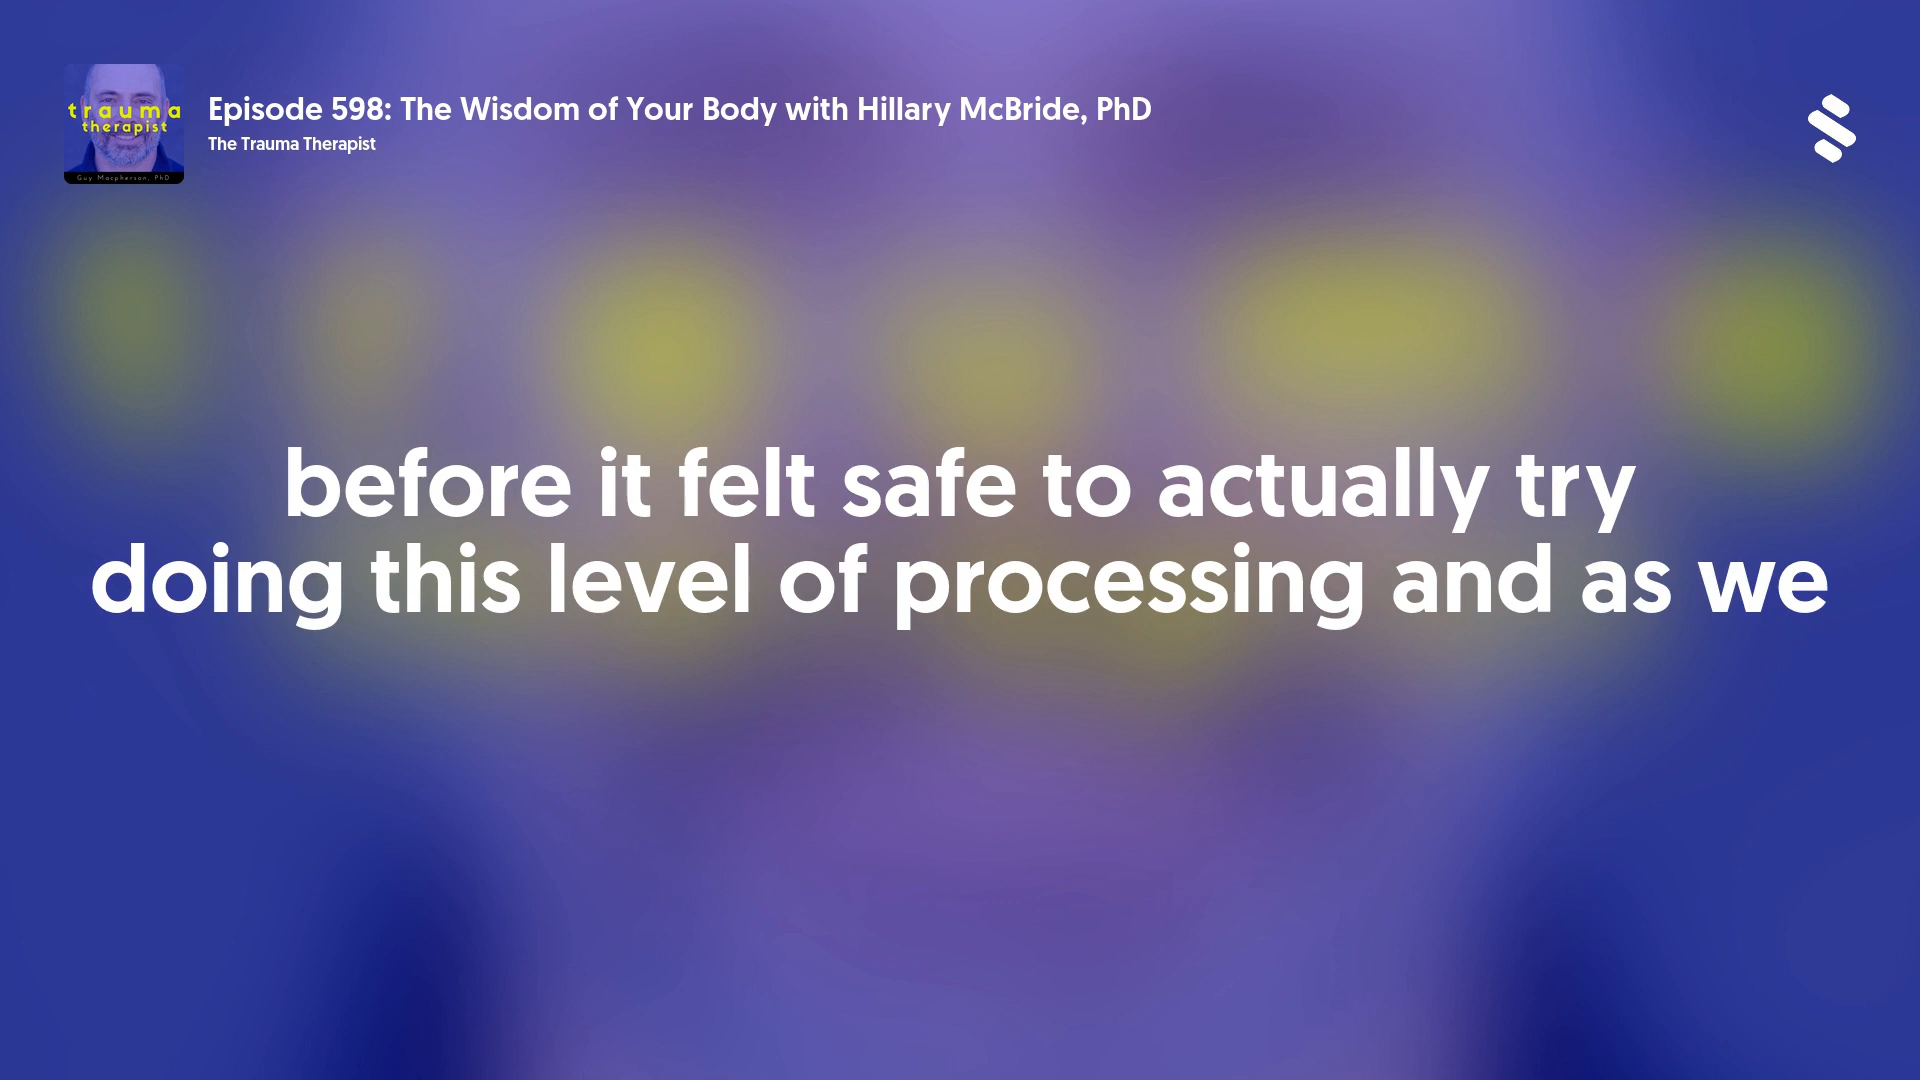 trauma
therapist
Guy Macpherson, PhD
Episode 598: The Wisdom of Your Body with Hillary McBride, PhD
The Trauma Therapist
before it felt safe to actually try
doing this level of processing and as we